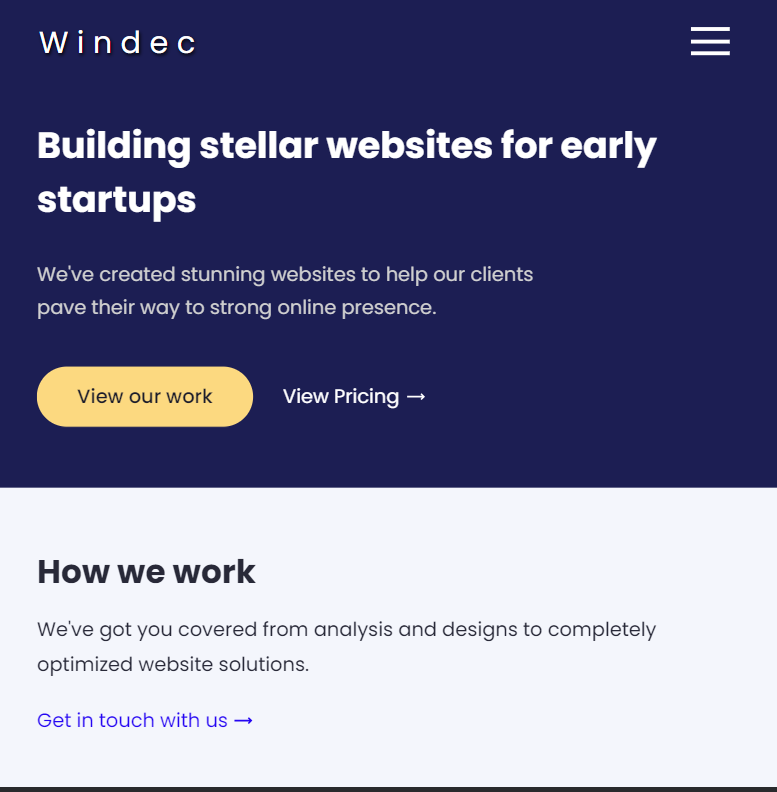 Windec
Building stellar websites for early
startups
We've created stunning websites to help our clients
pave their way to strong online presence.
View our work
View Pricing →
How we work
We've got you covered from analysis and designs to completely
optimized website solutions.
Get in touch with us →